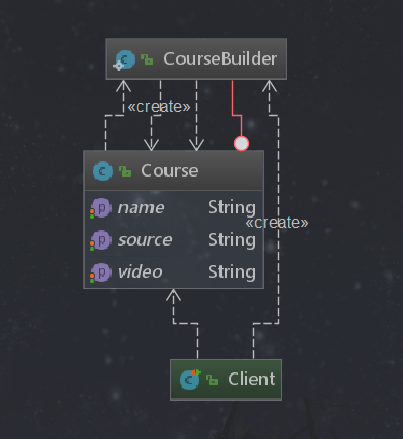 CourseBuilder
«create»
Course
name String
source String
«create»
video String
Client